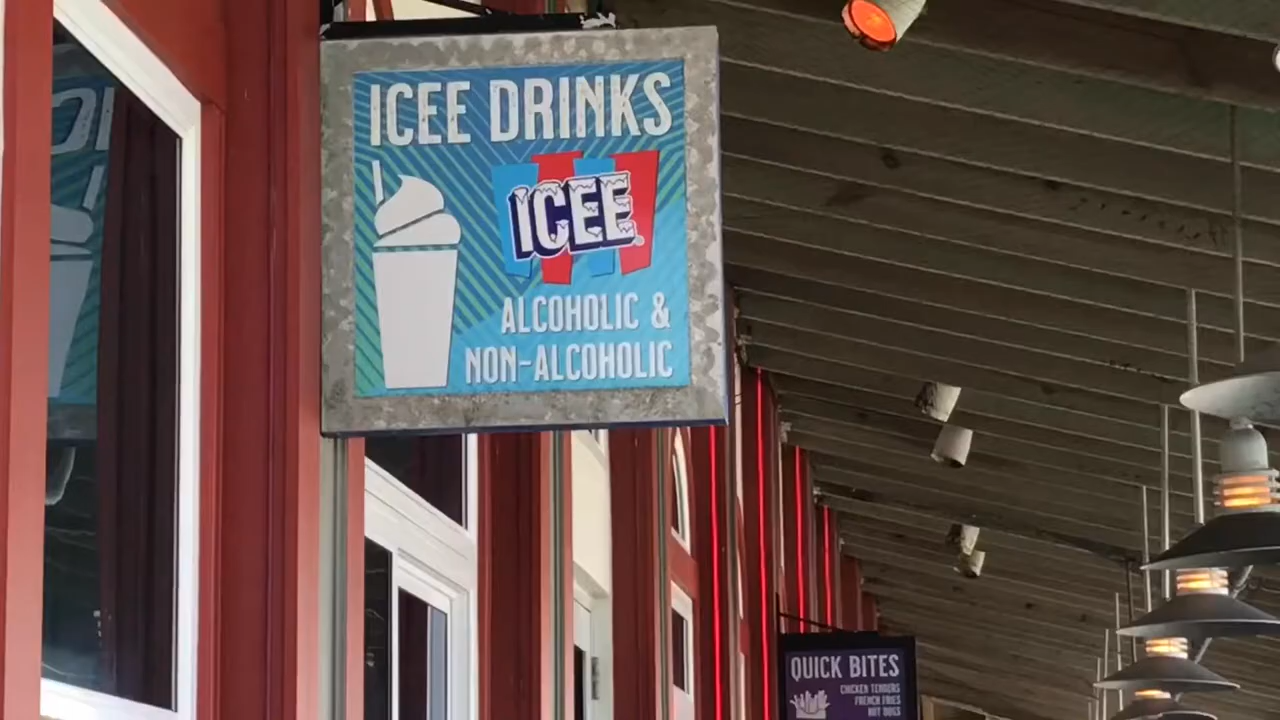 ICEE DRINKS
ICEE
ALCOHOLIC &
NON-ALCOHOLIC
QUICK BITES
CHICKEN TENDERS
FRENCH FRIES
HOT DOGS